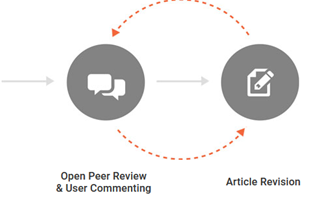 Open Peer Review
& User Commenting
Article Revision